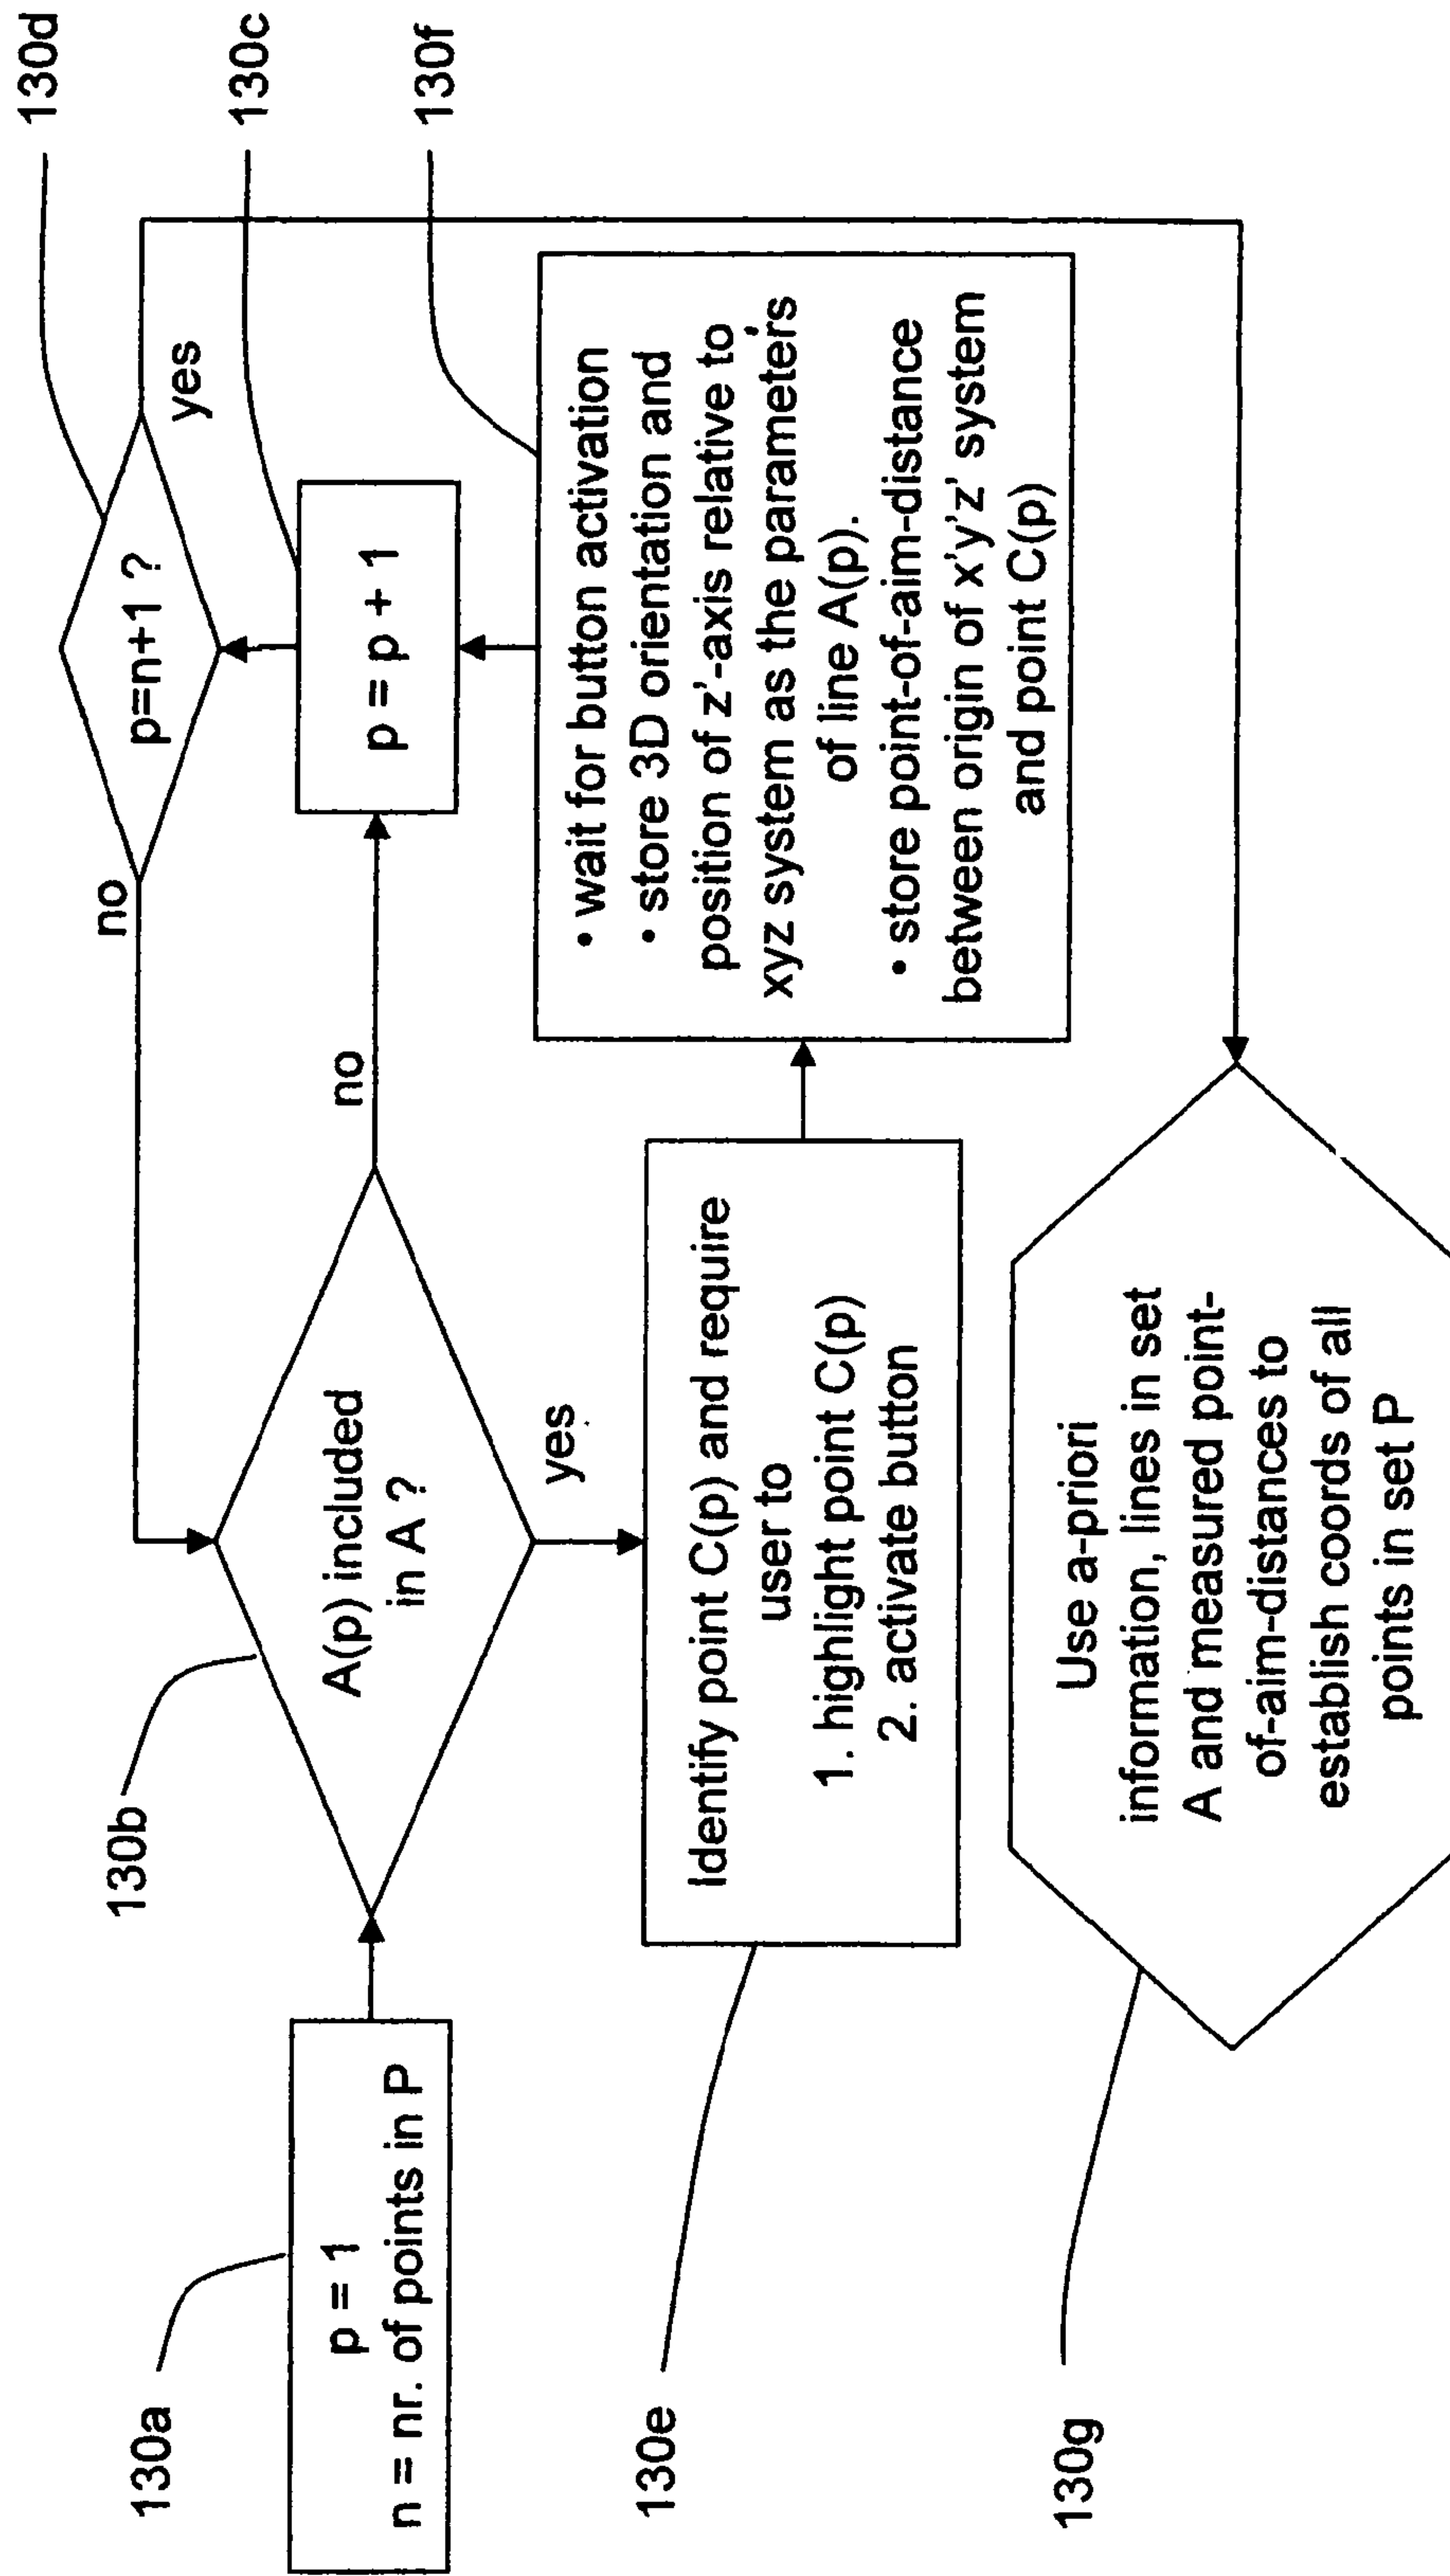 130a
p = 1
n = nr. of points in P
130b
A(p) included
in A ?
no
yes
130c
p = p + 1
130d
p=n+1 ?
no
yes
130e
Identify point C(p) and require
user to
1. highlight point C(p)
2. activate button
130f
• wait for button activation
• store 3D orientation and
position of z'-axis relative to
xyz system as the parameters
of line A(p).
• store point-of-aim-distance
between origin of x'y'z' system
and point C(p)
130g
Use a-priori
information, lines in set
A and measured point-
of-aim-distances to
establish coords of all
points in set P